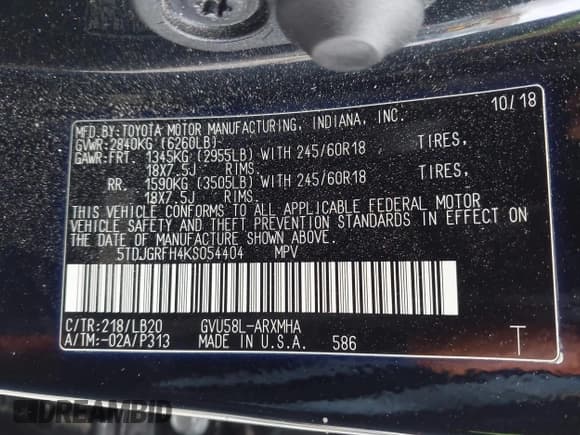 10/18
MFD.BY:TOYOTA MOTOR MANUFACTURING, INDIANA, INC.
GVWR: 2840KG (6260LB)
GAWR:FRT. 1345KG (2955LB) WITH 245/60R18 TIRES,
18X7.5J RIMS.
RR. 1590KG (3505LB) WITH 245/60R18 TIRES,
18X7.5J RIMS.
THIS VEHICLE CONFORMS TO ALL APPLICABLE FEDERAL MOTOR
VEHICLE SAFETY AND THEFT PREVENTION STANDARDS IN EFFECT ON
THE DATE OF MANUFACTURE SHOWN ABOVE.
5TDJGRFH4KS054404 MPV
C/TR:218/LB20 GVU58L-ARXMHA
A/TM:-02A/P313 MADE IN U.S.A. 586 T
DREAMBID